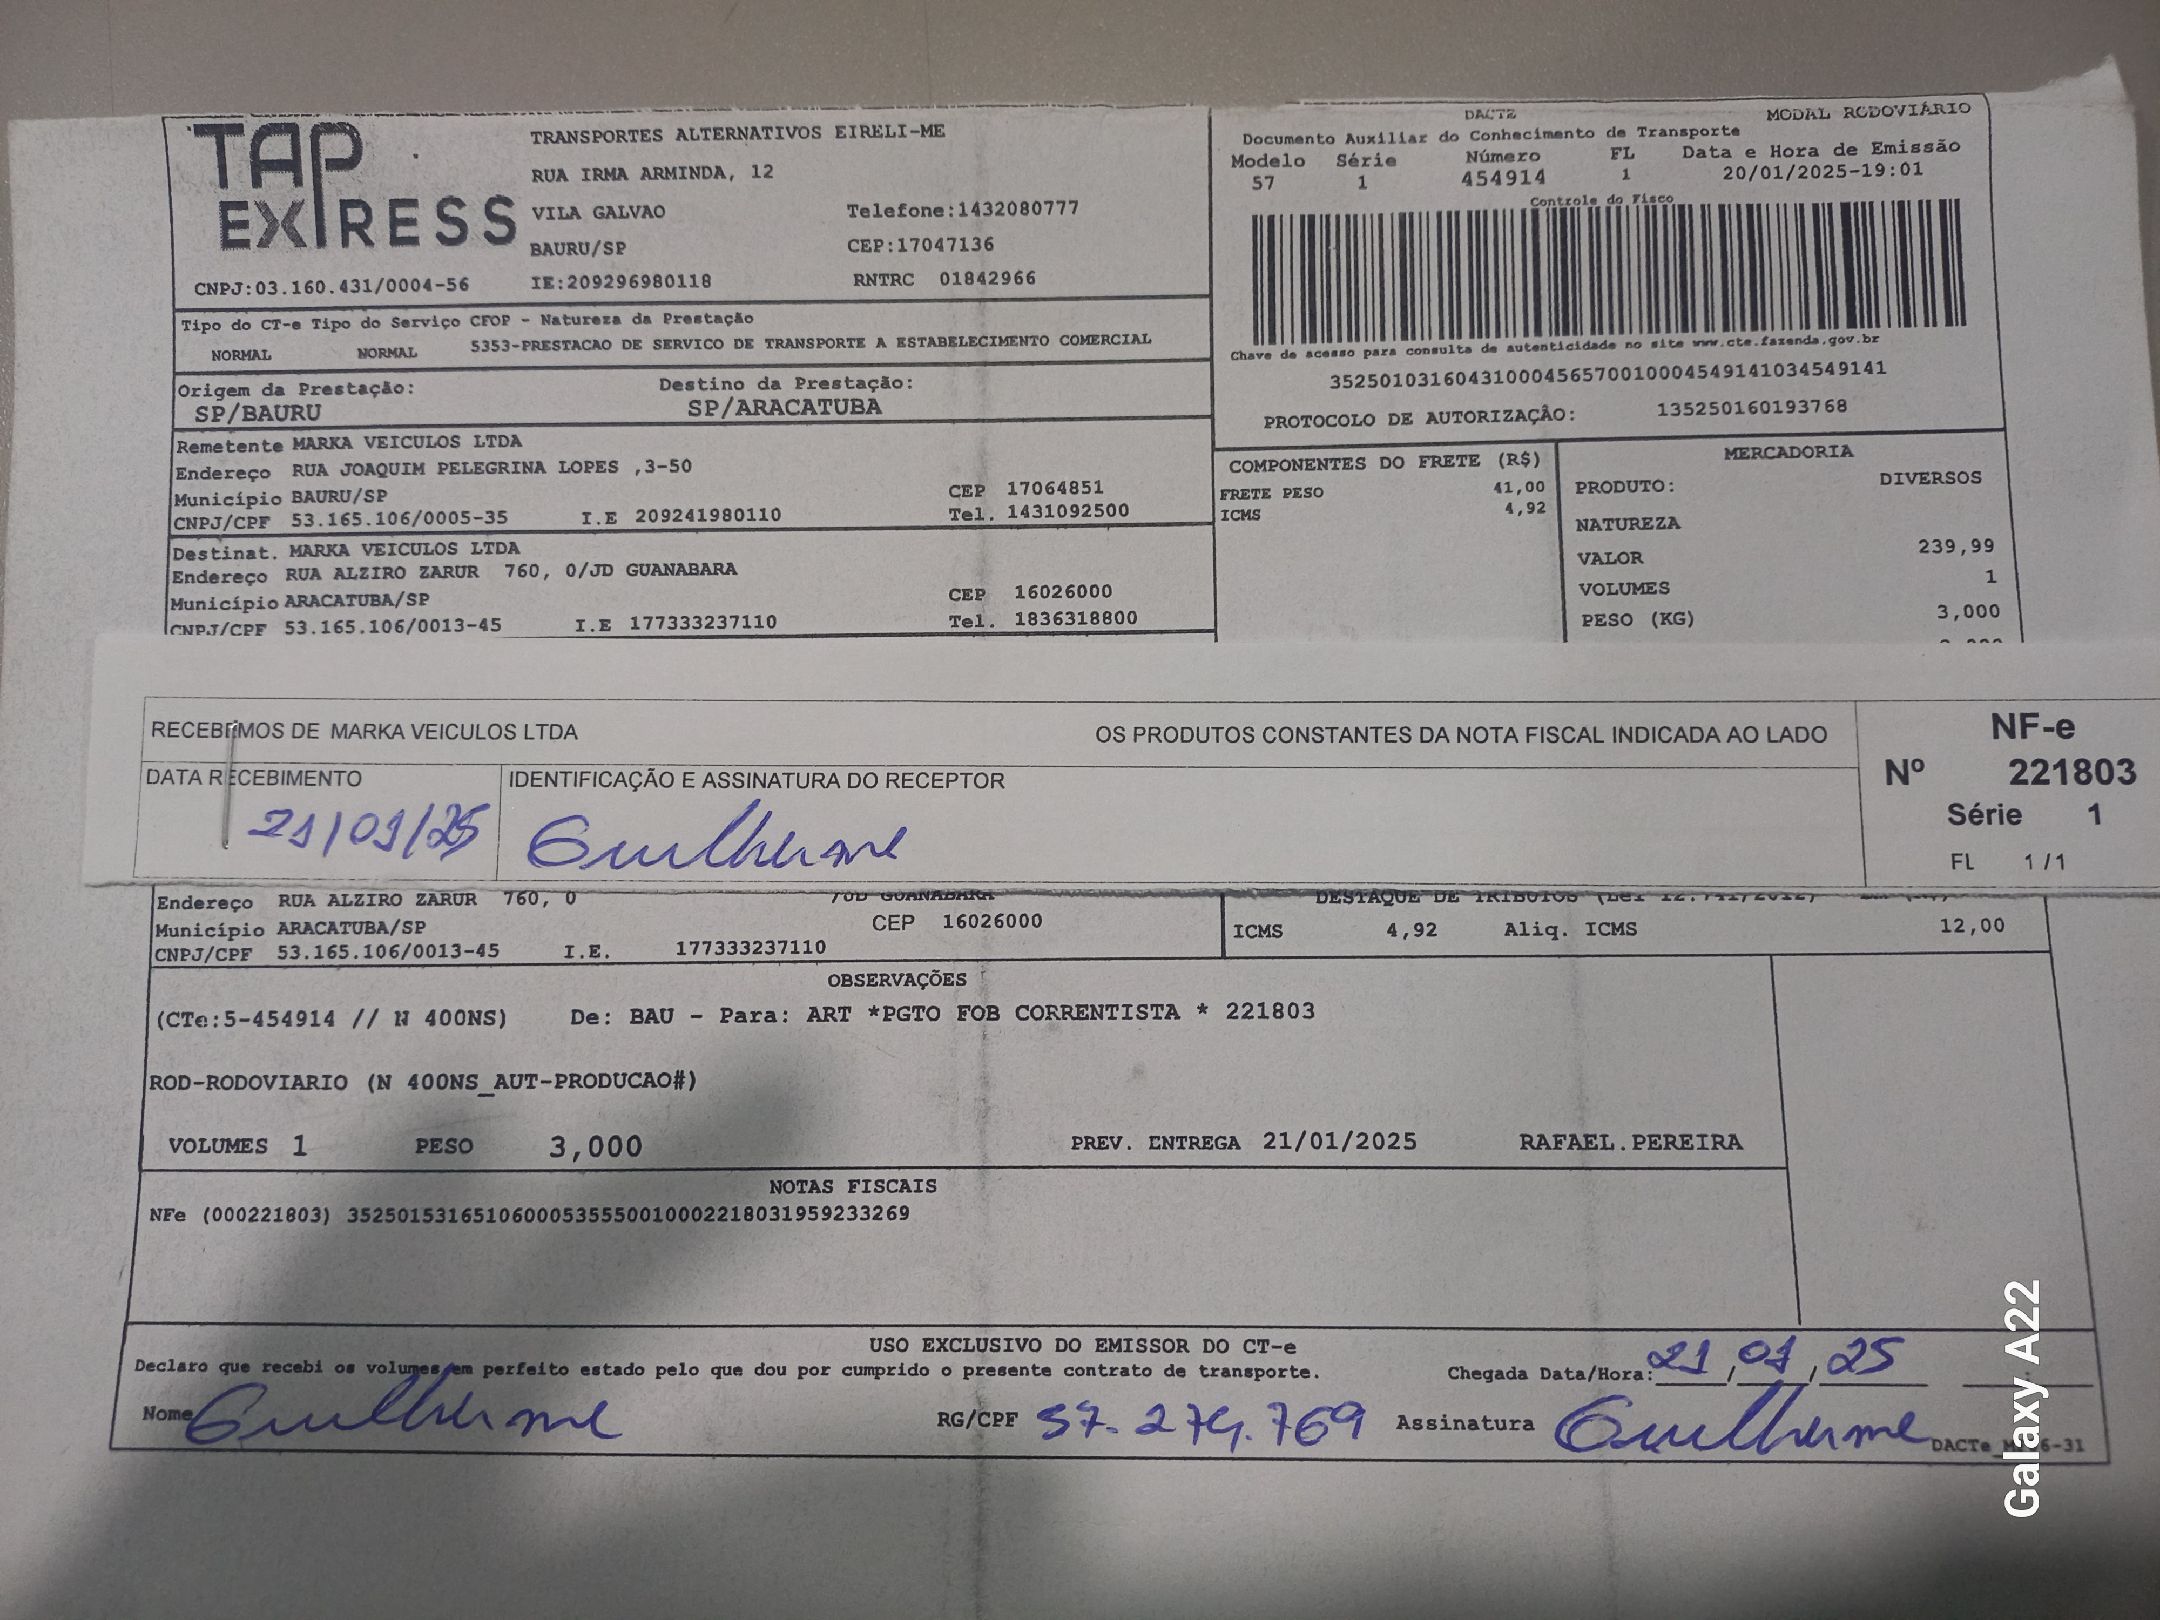 TAP EXPRESS
TRANSPORTES ALTERNATIVOS EIRELI-ME
RUA IRMA ARMINDA, 12
VILA GALVAO Telefone:1432080777
BAURU/SP CEP:17047136
CNPJ:03.160.431/0004-56 IE:209296980118 RNTRC 01842966
DACTE MODAL RODOVIÁRIO
Documento Auxiliar do Conhecimento de Transporte
Modelo Série Número FL Data e Hora de Emissão
57 1 454914 1 20/01/2025-19:01
Controle do Fisco
Chave de acesso para consulta de autenticidade no site www.cte.fazenda.gov.br
35250103160431000456570010004549141034549141
PROTOCOLO DE AUTORIZAÇÃO: 135250160193768
Tipo do CT-e Tipo do Serviço CFOP - Natureza da Prestação
NORMAL NORMAL 5353-PRESTACAO DE SERVICO DE TRANSPORTE A ESTABELECIMENTO COMERCIAL
Origem da Prestação: Destino da Prestação:
SP/BAURU SP/ARACATUBA
Remetente MARKA VEICULOS LTDA
Endereço RUA JOAQUIM PELEGRINA LOPES ,3-50
Município BAURU/SP CEP 17064851
CNPJ/CPF 53.165.106/0005-35 I.E 209241980110 Tel. 1431092500
Destinat. MARKA VEICULOS LTDA
Endereço RUA ALZIRO ZARUR 760, 0/JD GUANABARA
Município ARACATUBA/SP CEP 16026000
CNPJ/CPF 53.165.106/0013-45 I.E 177333237110 Tel. 1836318800
COMPONENTES DO FRETE (R$)
FRETE PESO 41,00
ICMS 4,92
MERCADORIA
PRODUTO: DIVERSOS
NATUREZA
VALOR 239,99
VOLUMES 1
PESO (KG) 3,000
RECEBEMOS DE MARKA VEICULOS LTDA OS PRODUTOS CONSTANTES DA NOTA FISCAL INDICADA AO LADO
DATA RECEBIMENTO IDENTIFICAÇÃO E ASSINATURA DO RECEPTOR
21/01/25 Guilherme
NF-e
Nº 221803
Série 1
FL 1 /1
Endereço RUA ALZIRO ZARUR 760, 0 /JD GUANABARA
Município ARACATUBA/SP CEP 16026000
CNPJ/CPF 53.165.106/0013-45 I.E. 177333237110
DESTAQUE DE TRIBUTOS (Lei 12.741/2012)
ICMS 4,92 Aliq. ICMS 12,00
OBSERVAÇÕES
(CTe:5-454914 // N 400NS) De: BAU - Para: ART *PGTO FOB CORRENTISTA * 221803
ROD-RODOVIARIO (N 400NS_AUT-PRODUCAO#)
VOLUMES 1 PESO 3,000 PREV. ENTREGA 21/01/2025 RAFAEL.PEREIRA
NOTAS FISCAIS
NFe (000221803) 35250153165106000535550010002218031959233269
USO EXCLUSIVO DO EMISSOR DO CT-e
Declaro que recebi os volumes em perfeito estado pelo que dou por cumprido o presente contrato de transporte. Chegada Data/Hora: 21/01/25
Nome Guilherme RG/CPF 57.274.769 Assinatura Guilherme
Galaxy A22